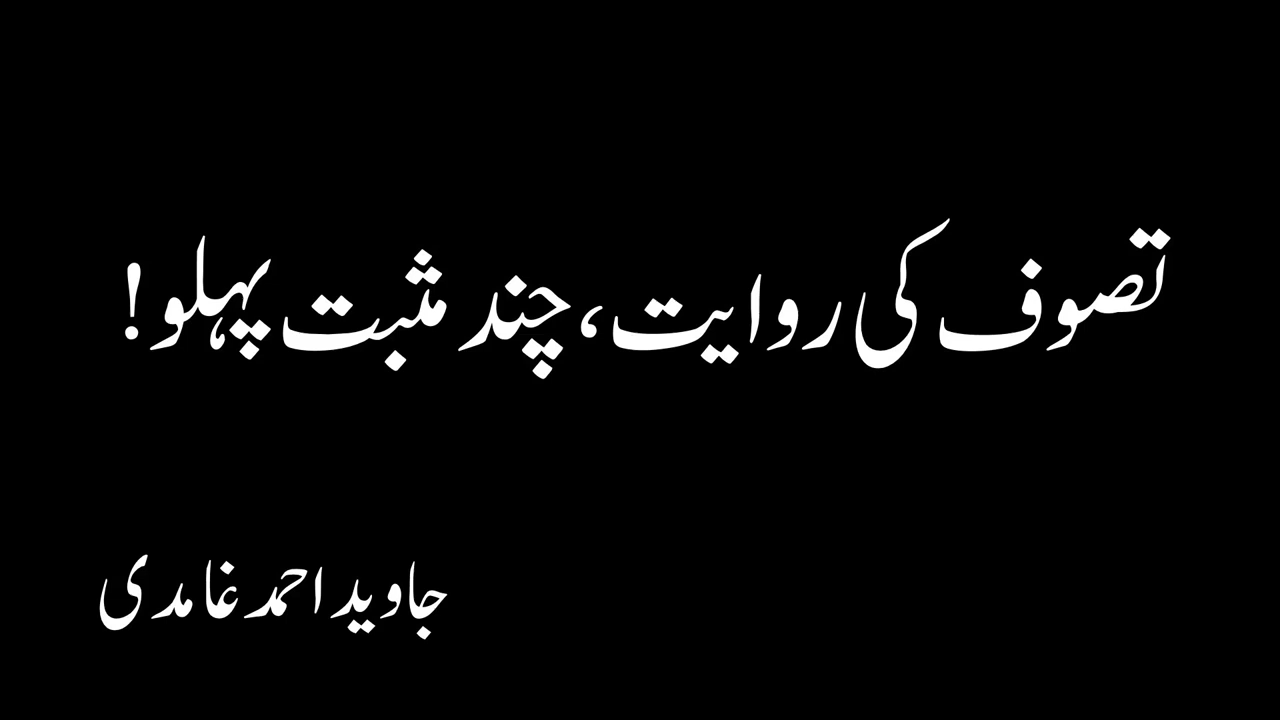 تصوف کی روایت، چند مثبت پہلو!
جاوید احمد غامدی